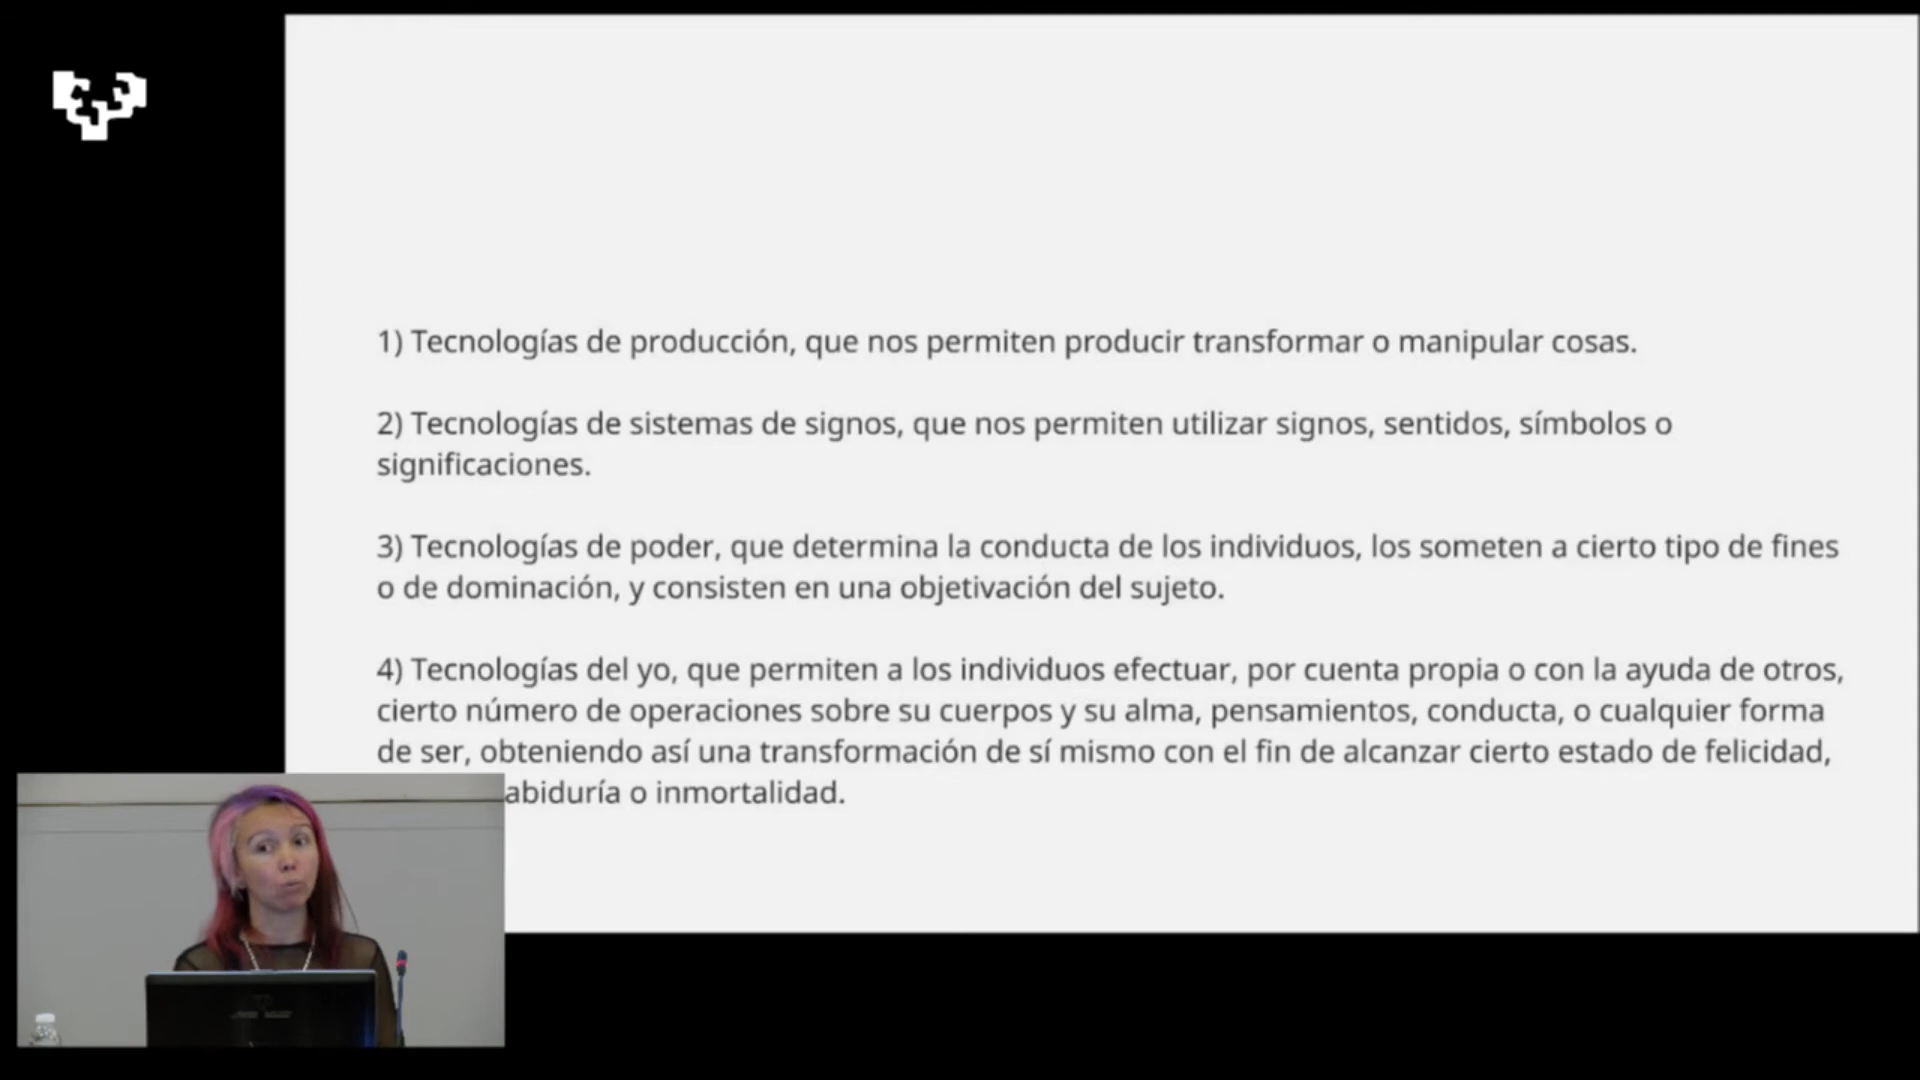 1) Tecnologías de producción, que nos permiten producir transformar o manipular cosas.
2) Tecnologías de sistemas de signos, que nos permiten utilizar signos, sentidos, símbolos o
significaciones.
3) Tecnologías de poder, que determina la conducta de los individuos, los someten a cierto tipo de fines
o de dominación, y consisten en una objetivación del sujeto.
4) Tecnologías del yo, que permiten a los individuos efectuar, por cuenta propia o con la ayuda de otros,
cierto número de operaciones sobre su cuerpos y su alma, pensamientos, conducta, o cualquier forma
de ser, obteniendo así una transformación de sí mismo con el fin de alcanzar cierto estado de felicidad,
abiduría o inmortalidad.